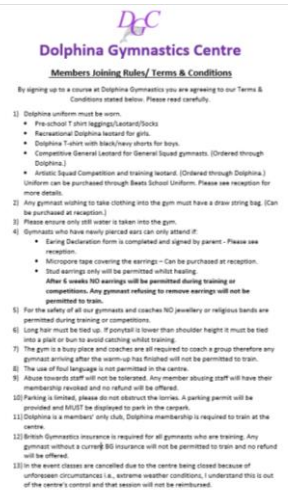 DGC
Dolphina Gymnastics Centre
Members Joining Rules/ Terms & Conditions
By signing up to a course at Dolphina Gymnastics you are agreeing to our Terms &
Conditions stated below. Please read carefully.
1) Dolphina uniform must be worn.
• Pre-school T shirt leggings/Leotard/Socks
• Recreational Dolphina leotard for girls.
• Dolphina T-shirt with black/navy shorts for boys.
• Competitive General Leotard for General Squad gymnasts. (Ordered through
Dolphina.)
• Artistic Squad Competition and training leotard. (Ordered through Dolphina.)
Uniform can be purchased through Beats School Uniform. Please see reception for
more details.
2) Any gymnast wishing to take clothing into the gym must have a draw string bag. (Can
be purchased at reception.)
3) Please ensure only still water is taken into the gym.
4) Gymnasts who have newly pierced ears can only attend if:
• Earing Declaration form is completed and signed by parent - Please see
reception.
• Micropore tape covering the earrings – Can be purchased at reception.
• Stud earrings only will be permitted whilst healing.
After 6 weeks NO earrings will be permitted during training or
competitions. Any gymnast refusing to remove earrings will not be
permitted to train.
5) For the safety of all our gymnasts and coaches NO jewellery or religious bands are
permitted during training or competitions.
6) Long hair must be tied up. If ponytail is lower than shoulder height it must be tied
into a plait or bun to avoid catching whilst training.
7) The gym is a busy place and coaches are all required to coach a group therefore any
gymnast arriving after the warm-up has finished will not be permitted to train.
8) The use of foul language is not permitted in the centre.
9) Abuse towards staff will not be tolerated. Any member abusing staff will have their
membership revoked and no refund will be offered.
10) Parking is limited, please do not obstruct the lorries. A parking permit will be
provided and MUST be displayed to park in the carpark.
11) Dolphina is a members' only club, Dolphina membership is required to train at the
centre.
12) British Gymnastics insurance is required for all gymnasts who are training. Any
gymnast without a current BG insurance will not be permitted to train and no refund
will be offered.
13) In the event classes are cancelled due to the centre being closed because of
unforeseen circumstances i.e., extreme weather conditions, I understand this is out
of the centre's control and that session will not be reimbursed.